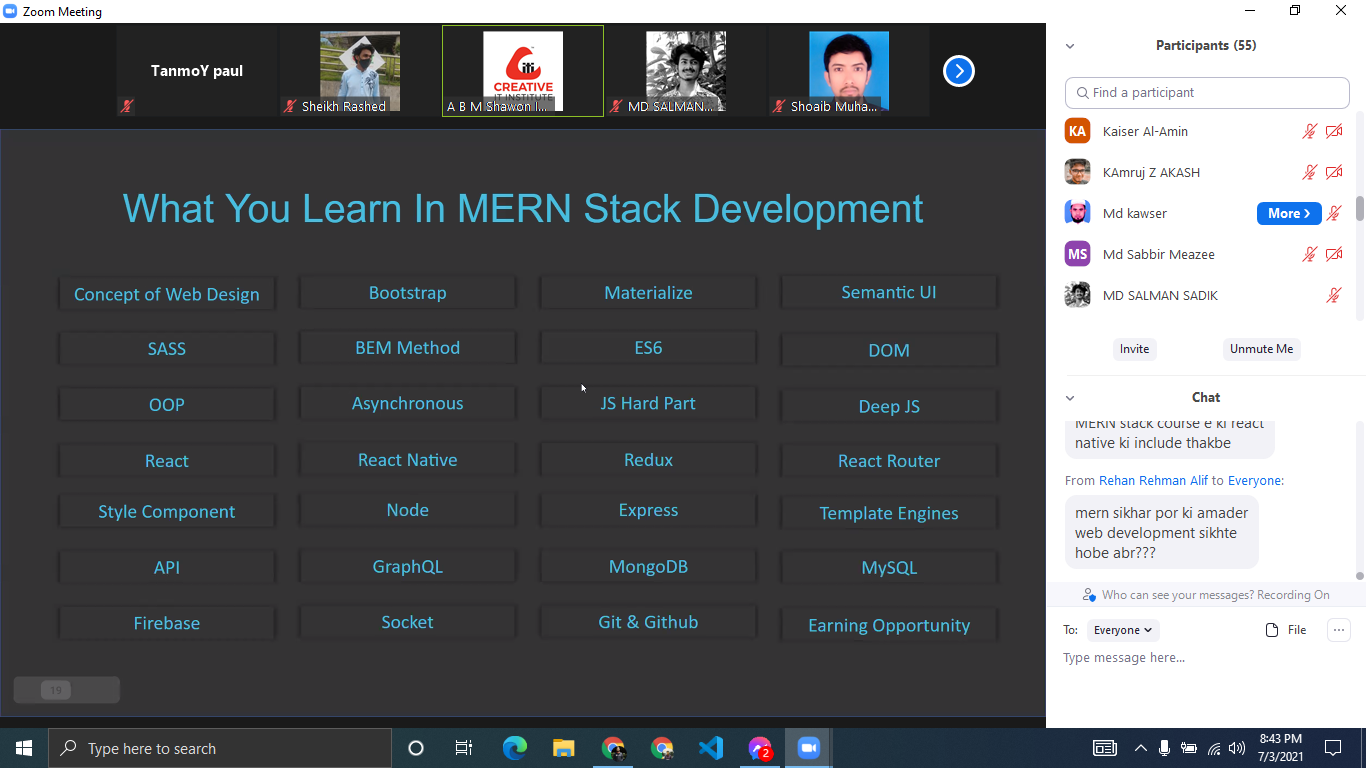 Zoom Meeting
TanmoY paul
Sheikh Rashed
CREATIVE
IT INSTITUTE
A B M Shawon I...
MD SALMAN...
Shoaib Muha...
What You Learn In MERN Stack Development
Concept of Web Design
Bootstrap
Materialize
Semantic UI
SASS
BEM Method
ES6
DOM
OOP
Asynchronous
JS Hard Part
Deep JS
React
React Native
Redux
React Router
Style Component
Node
Express
Template Engines
API
GraphQL
MongoDB
MySQL
Firebase
Socket
Git & Github
Earning Opportunity
19
Participants (55)
Find a participant
KA Kaiser Al-Amin
KAmruj Z AKASH
Md kawser
More >
MS Md Sabbir Meazee
MD SALMAN SADIK
Invite
Unmute Me
Chat
MERN stack course e ki react
native ki include thakbe
From Rehan Rehman Alif to Everyone:
mern sikhar por ki amader
web development sikhte
hobe abr???
Who can see your messages? Recording On
To: Everyone
File
Type message here...
Type here to search
2
8:43 PM
7/3/2021